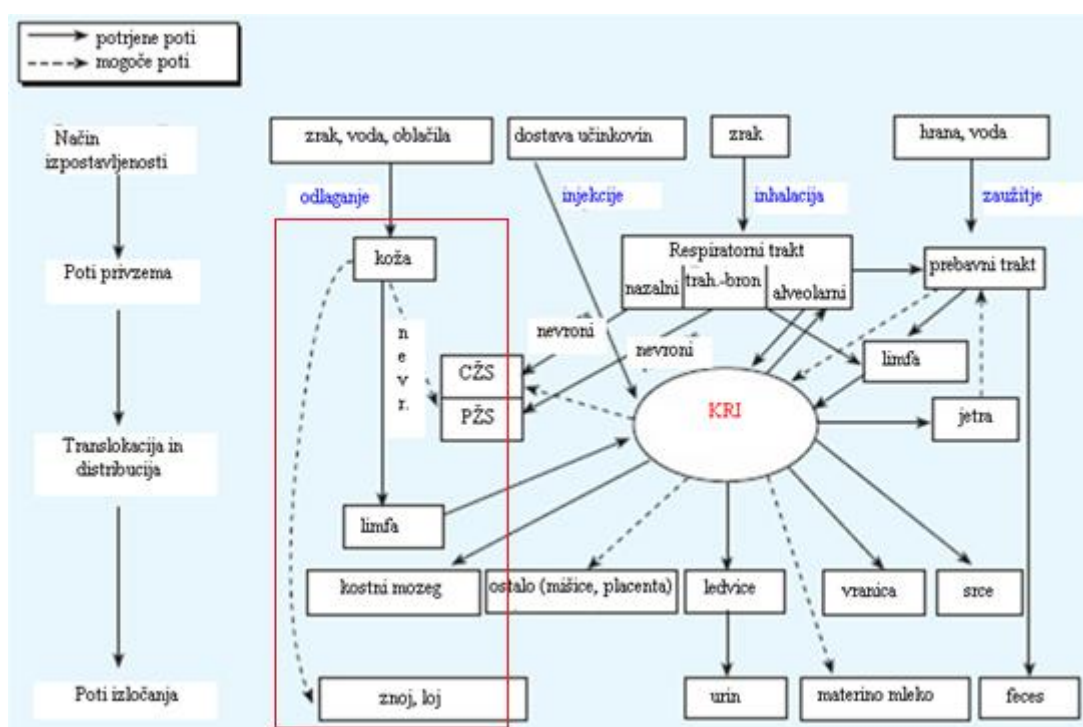 potrjene poti
mogoče poti
Način
izpostavljenosti
zrak, voda, oblačila
dostava učinkovin
zrak
hrana, voda
odlaganje
injekcije
inhalacija
zaužitje
Poti privzema
koža
Respiratorni trakt
nazalni
trah.-bron
alveolarni
prebavni trakt
n
e
v
r.
nevroni
nevroni
limfa
CŽS
PŽS
KRI
jetra
Translokacija in
distribucija
limfa
kostni mozeg
ostalo (mišice, placenta)
ledvice
vranica
srce
Poti izločanja
znoj, loj
urin
materino mleko
feces